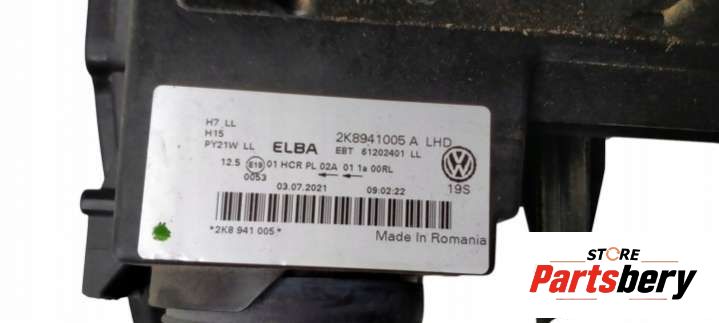 H7 LL
H15
PY21W LL
ELBA
2K8941005 A LHD
EBT 61202401 LL
12.5 E19 01 HCR PL 02A 01 1a 00RL
0053
03.07.2021
09:02:22
19S
*2K8 941 005*
Made In Romania
STORE
Partsbery